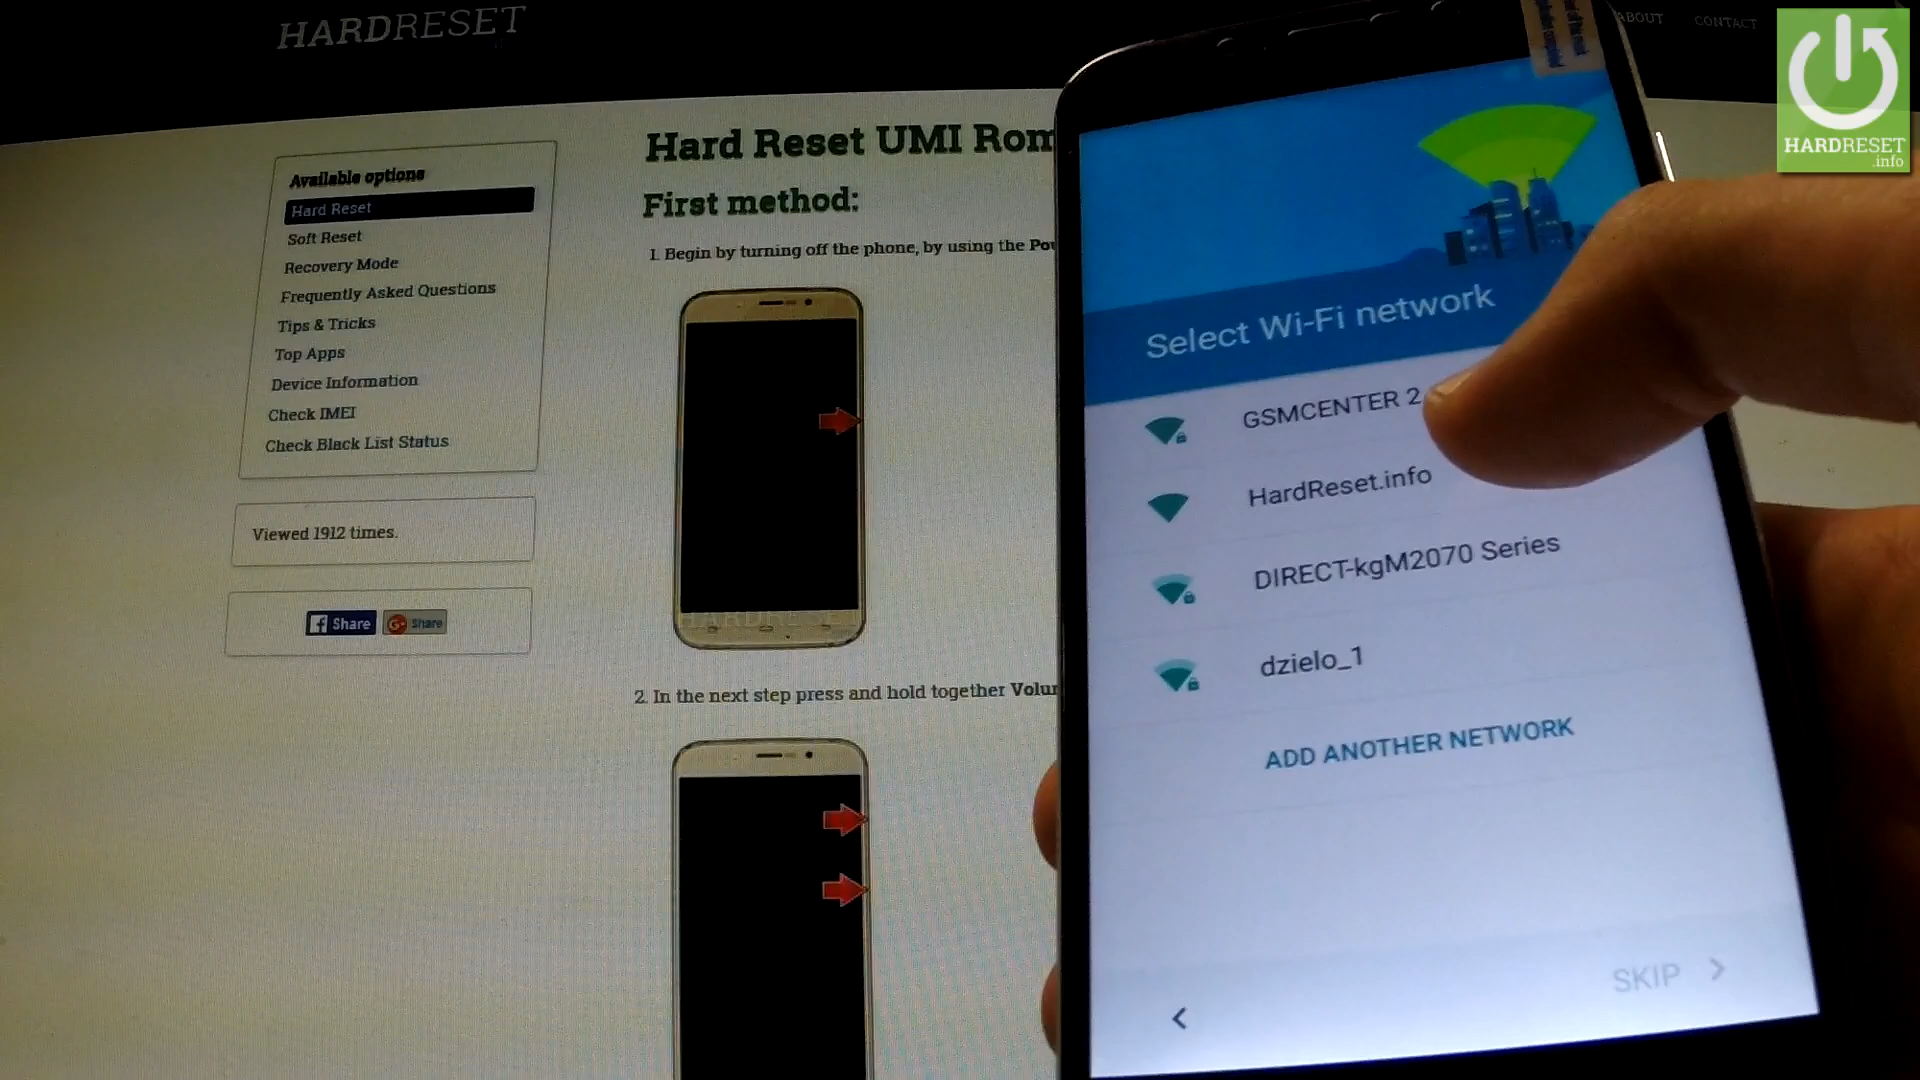 HARDRESET
ABOUT
CONTACT
HARDRESET
.info
Available options
Hard Reset
Soft Reset
Recovery Mode
Frequently Asked Questions
Tips & Tricks
Top Apps
Device Information
Check IMEI
Check Black List Status
Viewed 1912 times.
Share
Share
Hard Reset UMI Rom
First method:
1. Begin by turning off the phone, by using the Po
HARDRESET
2. In the next step press and hold together Volu
Select Wi-Fi network
GSMCENTER 2
HardReset.info
DIRECT-kgM2070 Series
dzielo_1
ADD ANOTHER NETWORK
SKIP